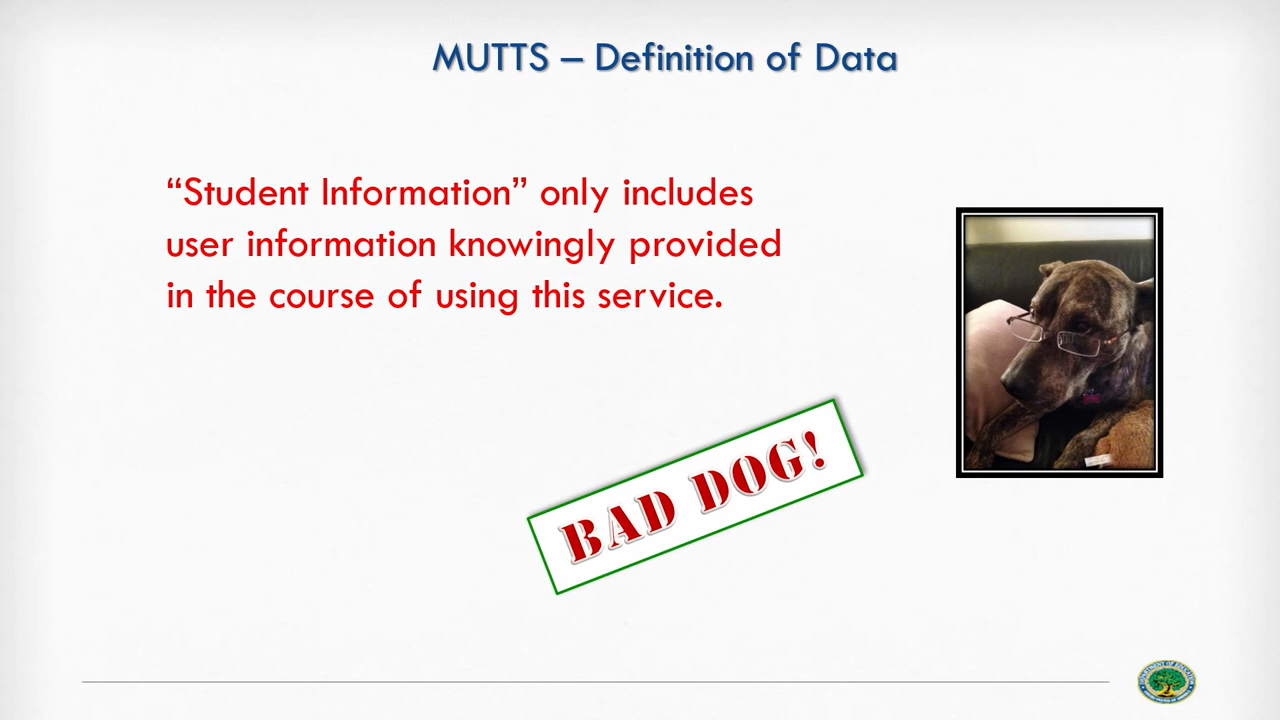 MUTTS – Definition of Data
“Student Information” only includes
user information knowingly provided
in the course of using this service.
BAD DOG!